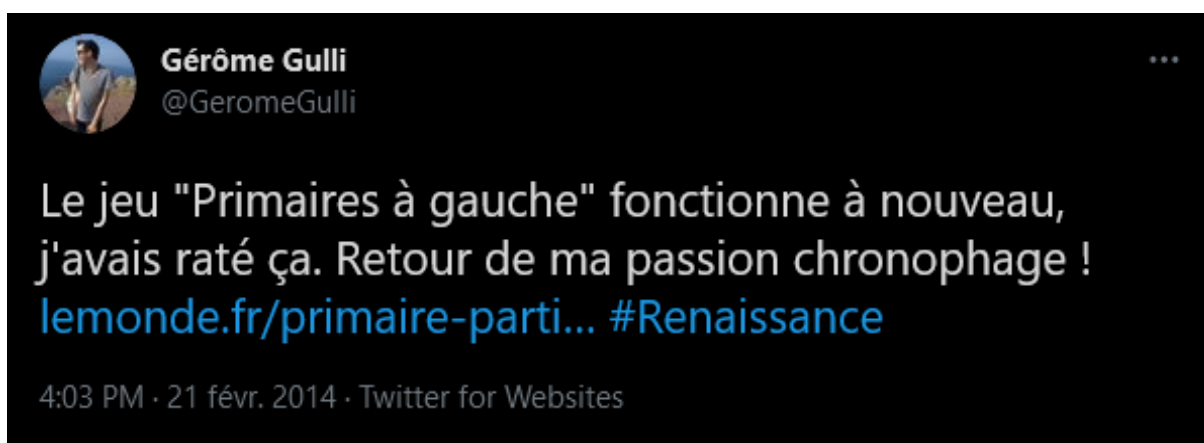 Gérôme Gulli
@GeromeGulli
Le jeu "Primaires à gauche" fonctionne à nouveau,
j'avais raté ça. Retour de ma passion chronophage !
lemonde.fr/primaire-parti... #Renaissance
4:03 PM · 21 févr. 2014 · Twitter for Websites